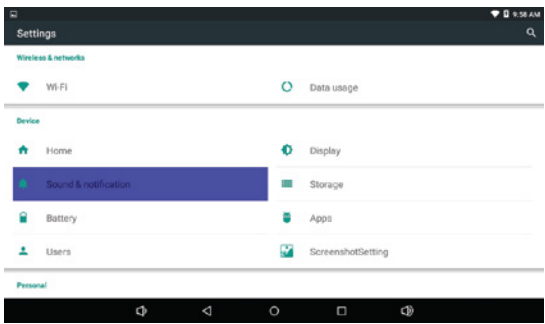 9:58 AM
Settings
Wireless & networks
Wi-Fi
Data usage
Device
Home
Display
Sound & notification
Storage
Battery
Apps
Users
ScreenshotSetting
Personal